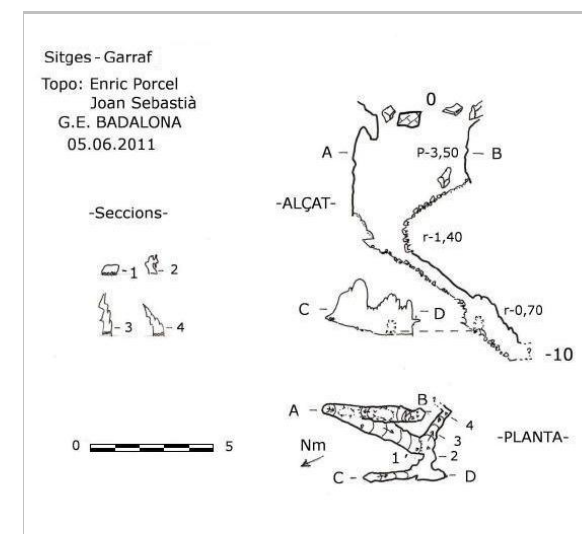 Sitges - Garraf
Topo: Enric Porcel
Joan Sebastià
G.E. BADALONA
05.06.2011
0
A
P-3,50
B
-ALÇAT-
-Seccions-
r-1,40
1
2
3
4
C
D
r-0,70
?
-10
A
B
4
3
-PLANTA-
Nm
1
2
C
D
0
5